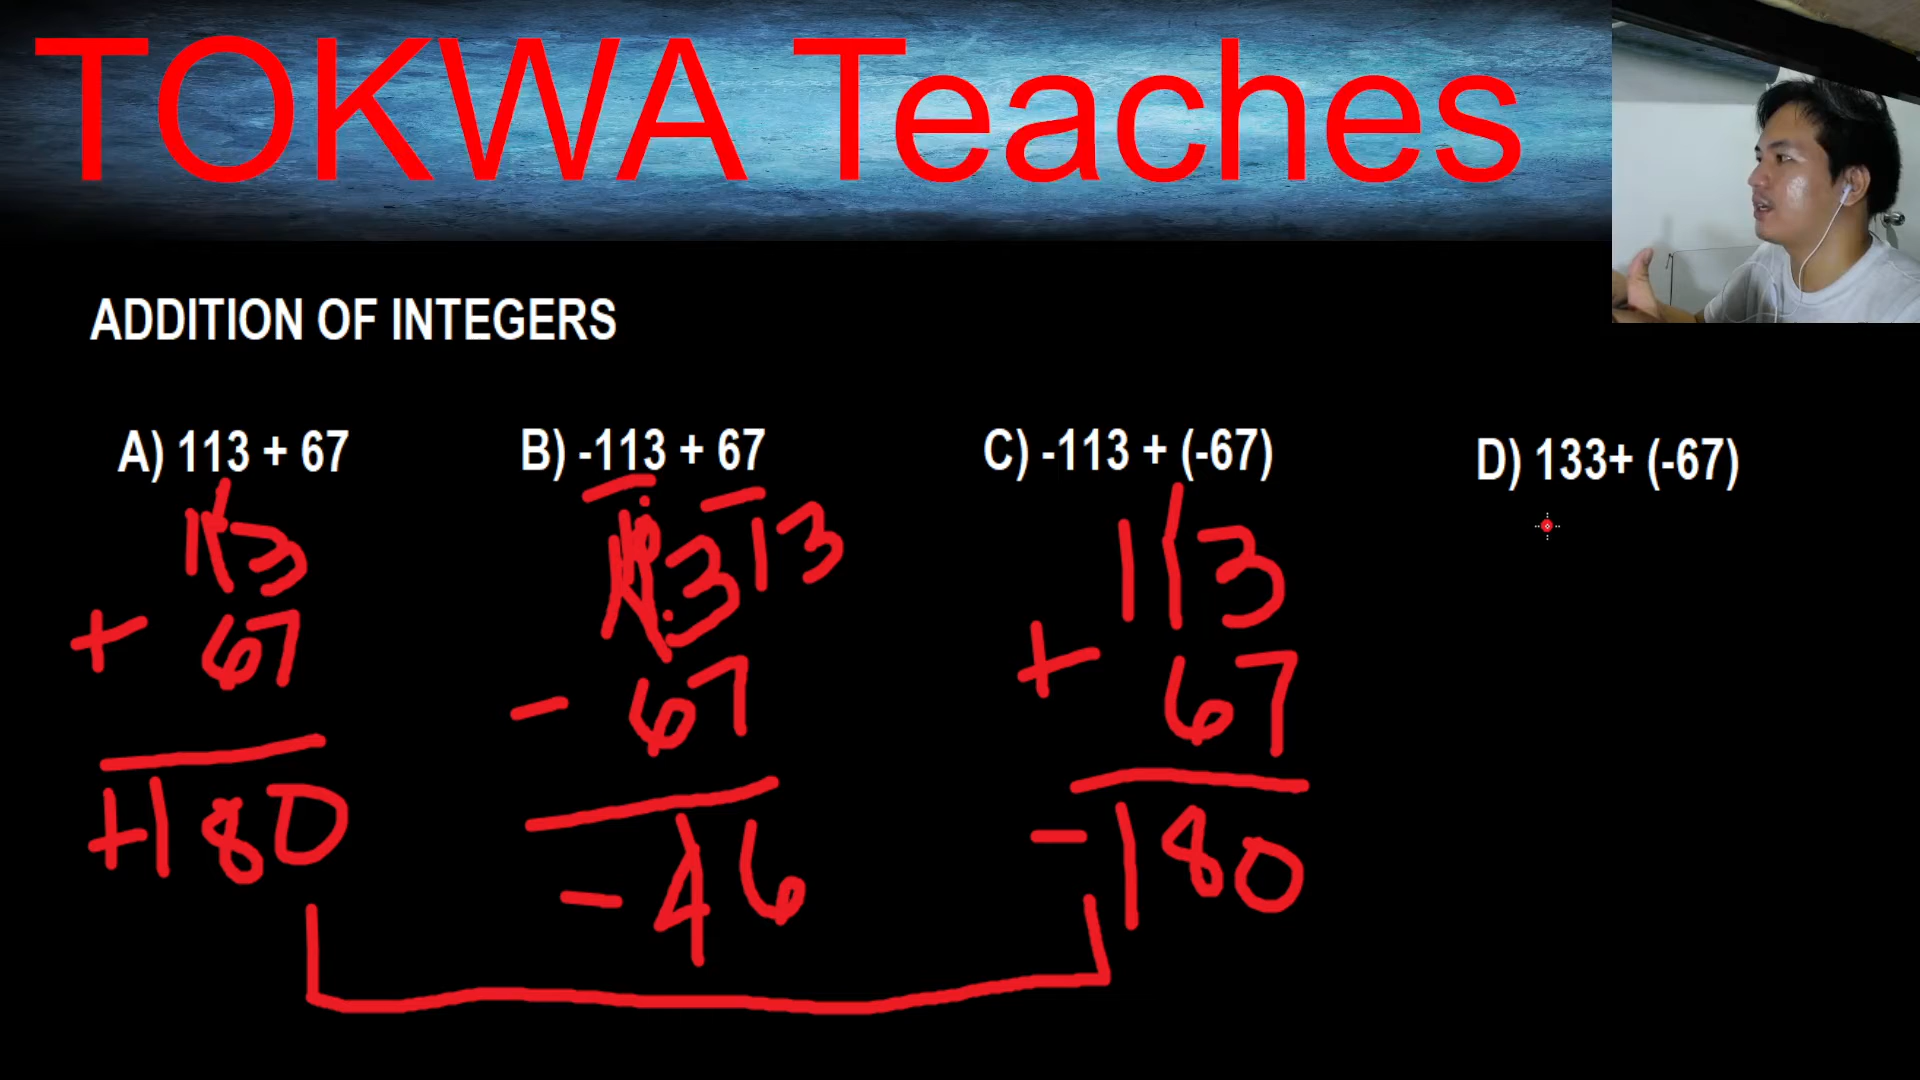 TOKWA Teaches
ADDITION OF INTEGERS
A) 113 + 67
B) -113 + 67
C) -113 + (-67)
D) 133+ (-67)
113
+ 67
+180
113 13
- 67
- 46
113
+ 67
-180